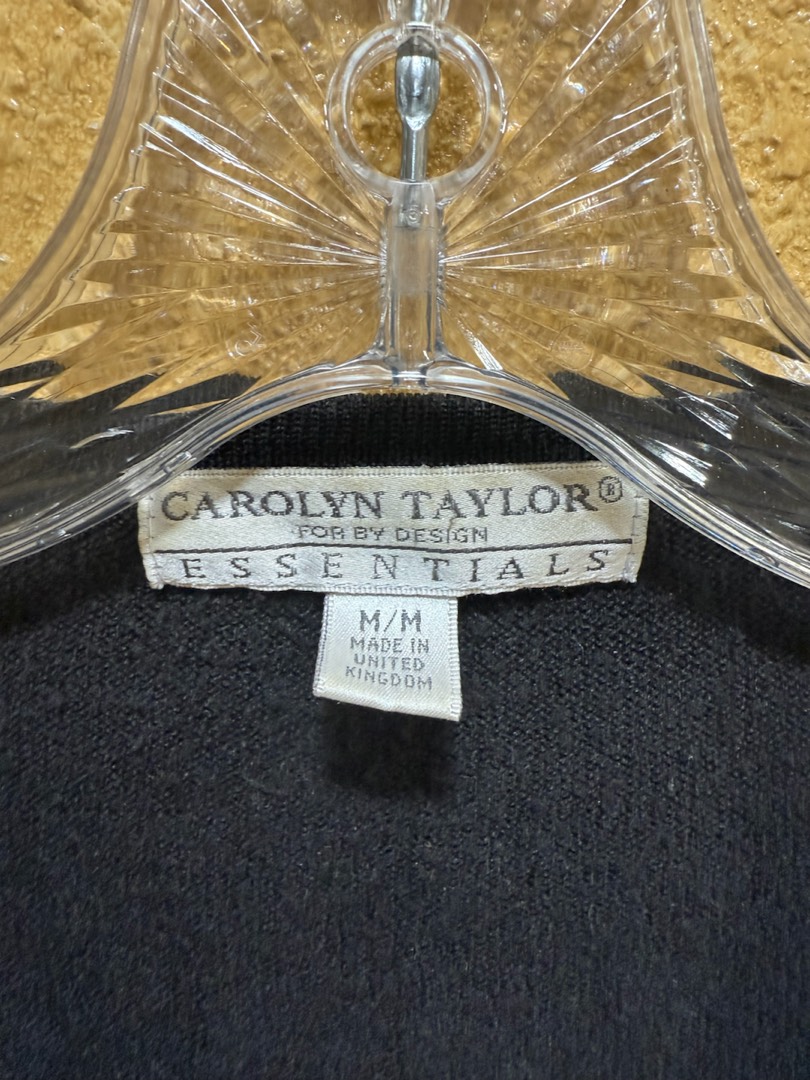 CAROLYN TAYLOR®
FOR BY DESIGN
ESSENTIALS
M/M
MADE IN
UNITED
KINGDOM